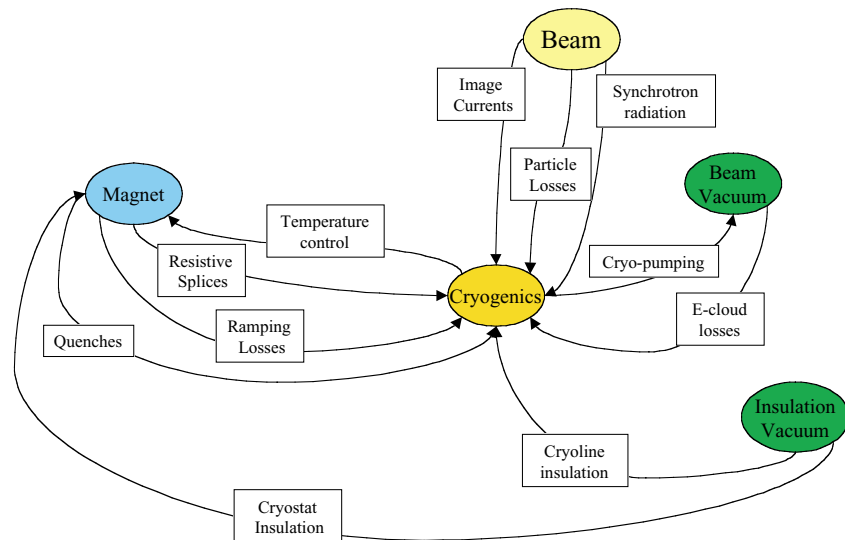 Beam
Image
Currents
Synchrotron
radiation
Particle
Losses
Beam
Vacuum
Magnet
Temperature
control
Resistive
Splices
Cryo-pumping
Cryogenics
E-cloud
losses
Ramping
Losses
Quenches
Insulation
Vacuum
Cryoline
insulation
Cryostat
Insulation